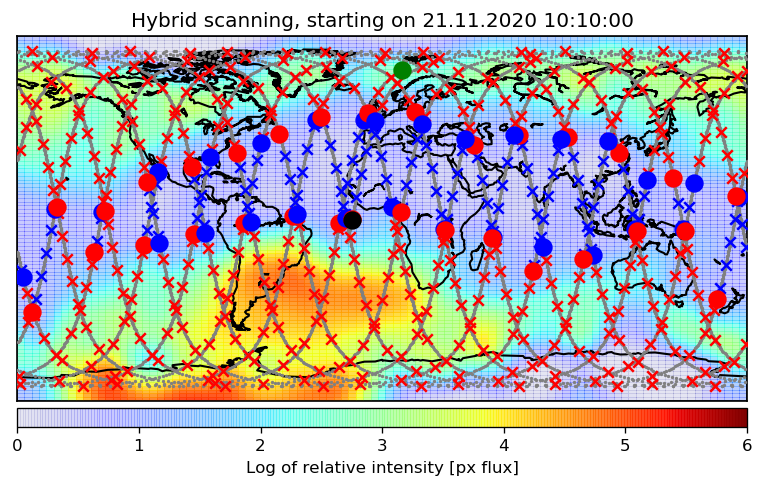 Hybrid scanning, starting on 21.11.2020 10:10:00
0 1 2 3 4 5 6
Log of relative intensity [px flux]